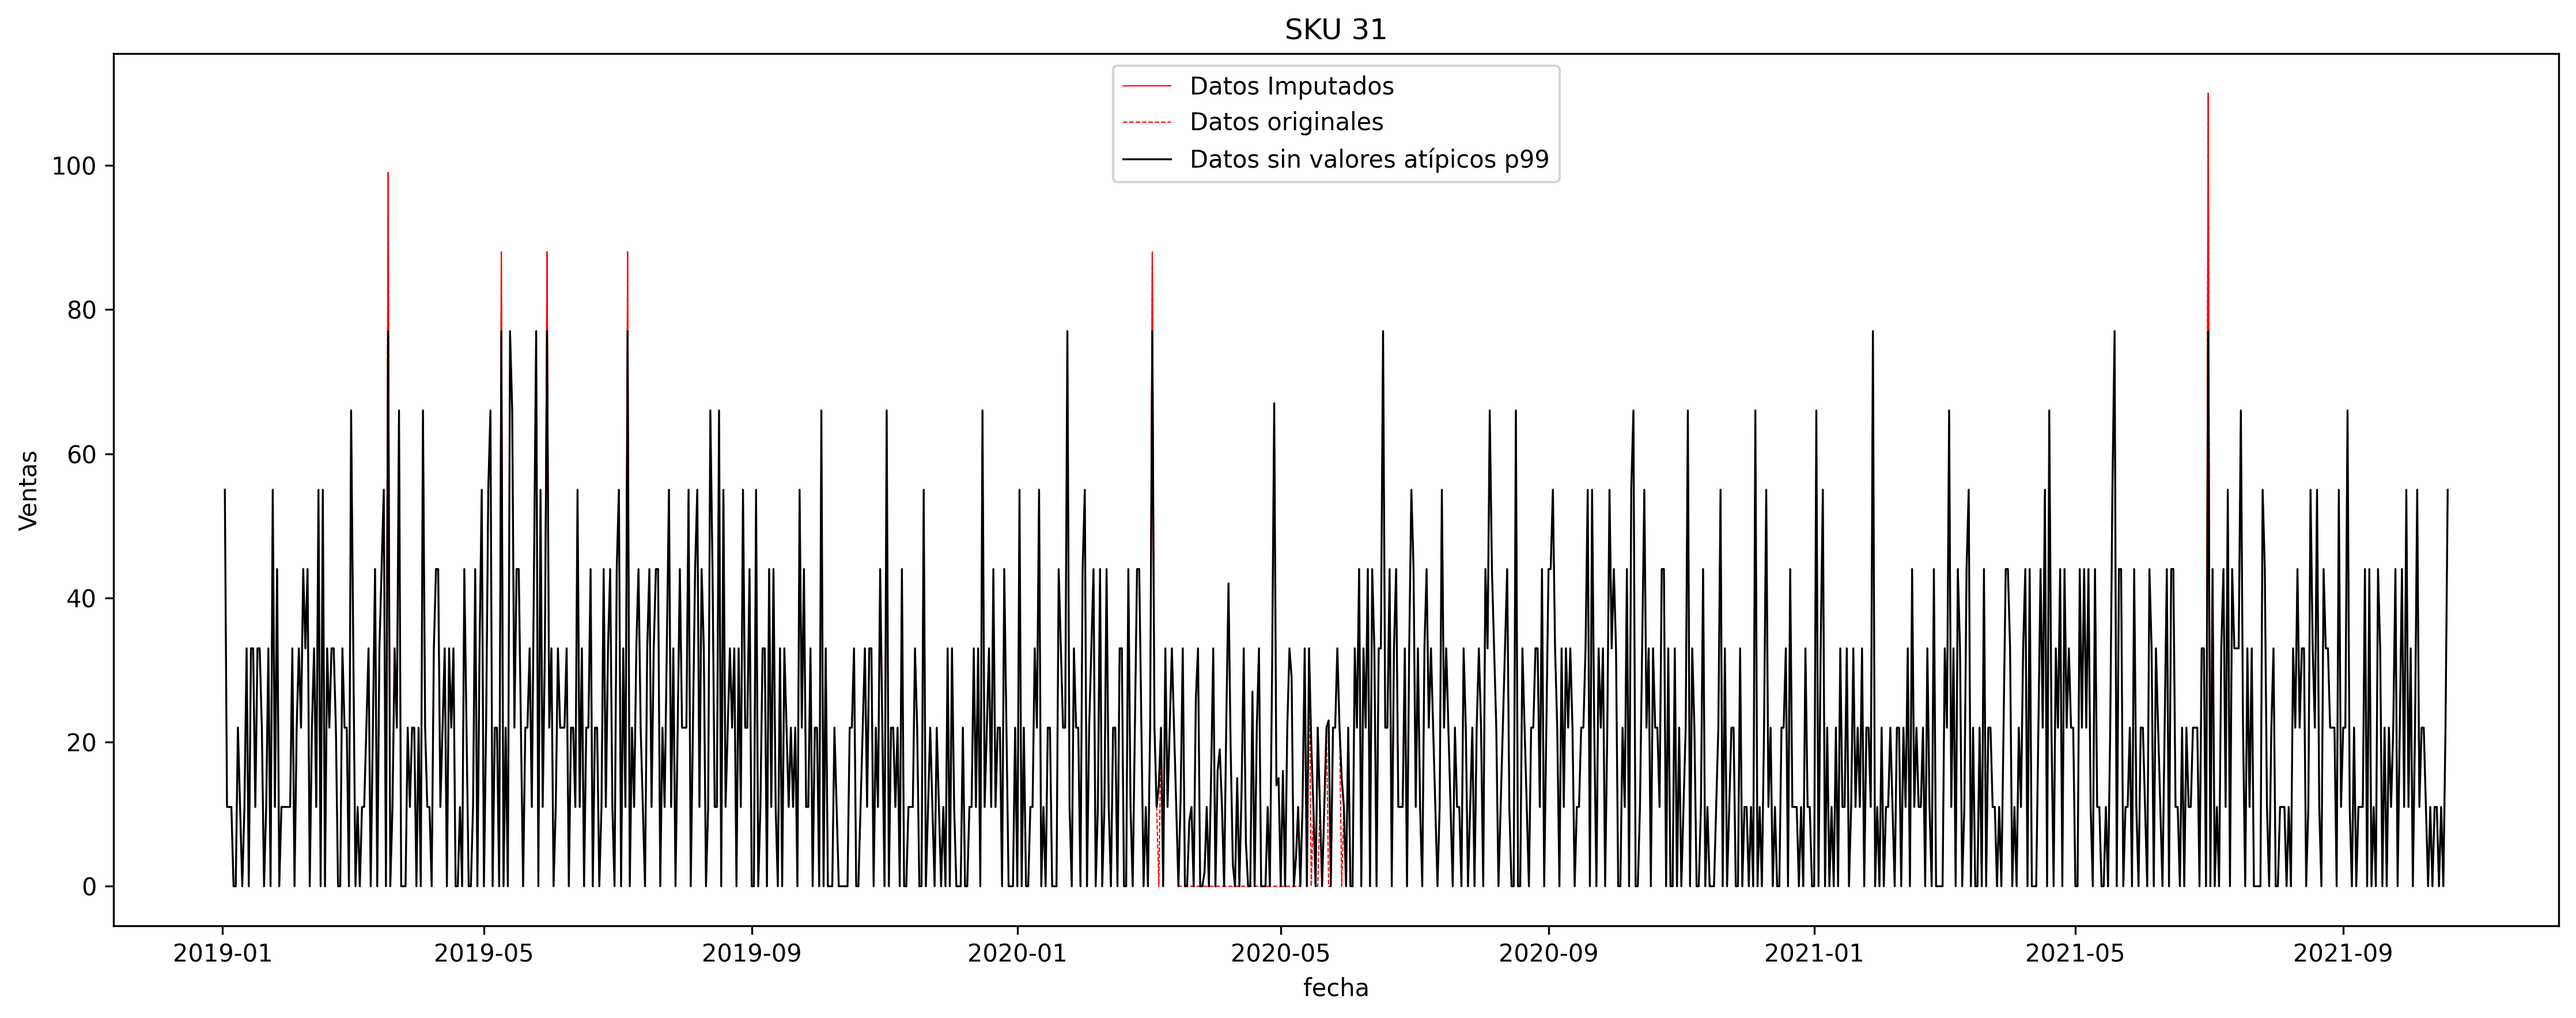 SKU 31
Datos Imputados
Datos originales
Datos sin valores atípicos p99
100
80
60
40
20
0
Ventas
2019-01 2019-05 2019-09 2020-01 2020-05 2020-09 2021-01 2021-05 2021-09
fecha